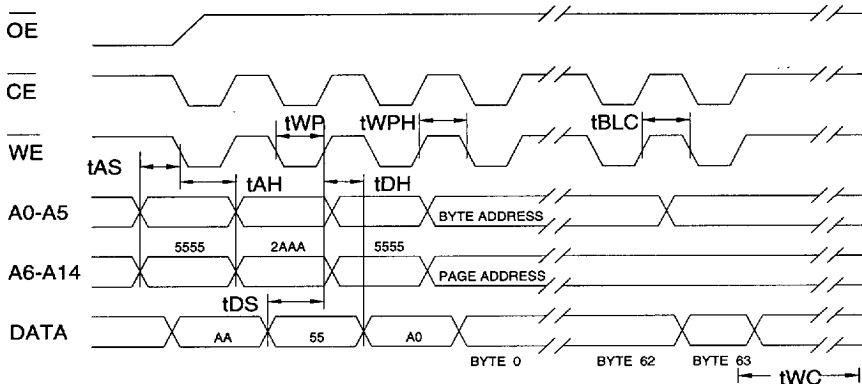 OE
CE
tWP tWPH tBLC
WE
tAS
tAH tDH
A0-A5 BYTE ADDRESS
5555 2AAA 5555
A6-A14 PAGE ADDRESS
tDS
DATA AA 55 A0
BYTE 0 BYTE 62 BYTE 63
tWC